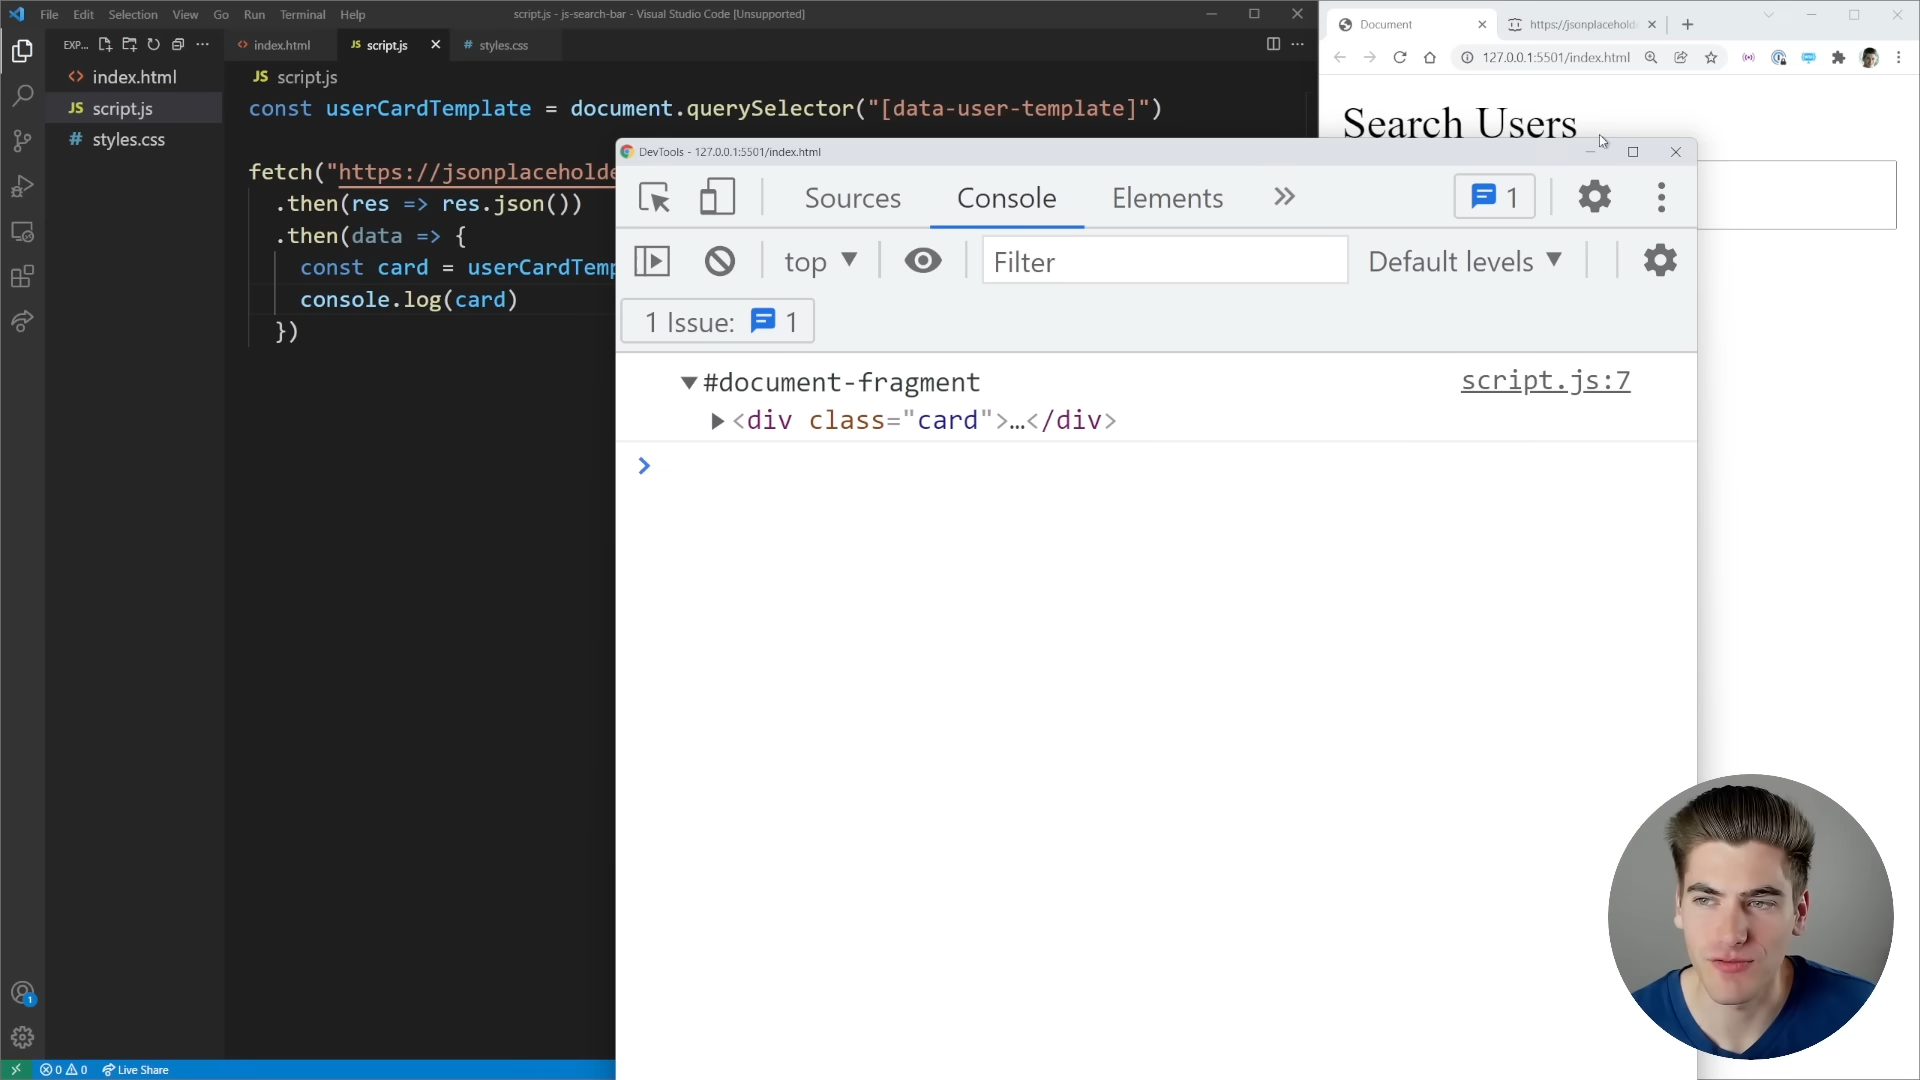 File Edit Selection View Go Run Terminal Help
script.js - js-search-bar - Visual Studio Code [Unsupported]
EXP...
index.html
script.js
styles.css
<> index.html
JS script.js
# styles.css
JS script.js
const userCardTemplate = document.querySelector("[data-user-template]")
fetch("https://jsonplaceholde
.then(res => res.json())
.then(data => {
const card = userCardTemp
console.log(card)
})
Document
https://jsonplacehold
127.0.0.1:5501/index.html
Search Users
DevTools - 127.0.0.1:5501/index.html
Sources Console Elements 1
top Filter Default levels
1 Issue: 1
#document-fragment script.js:7
<div class="card">…</div>
1
0 0 Live Share